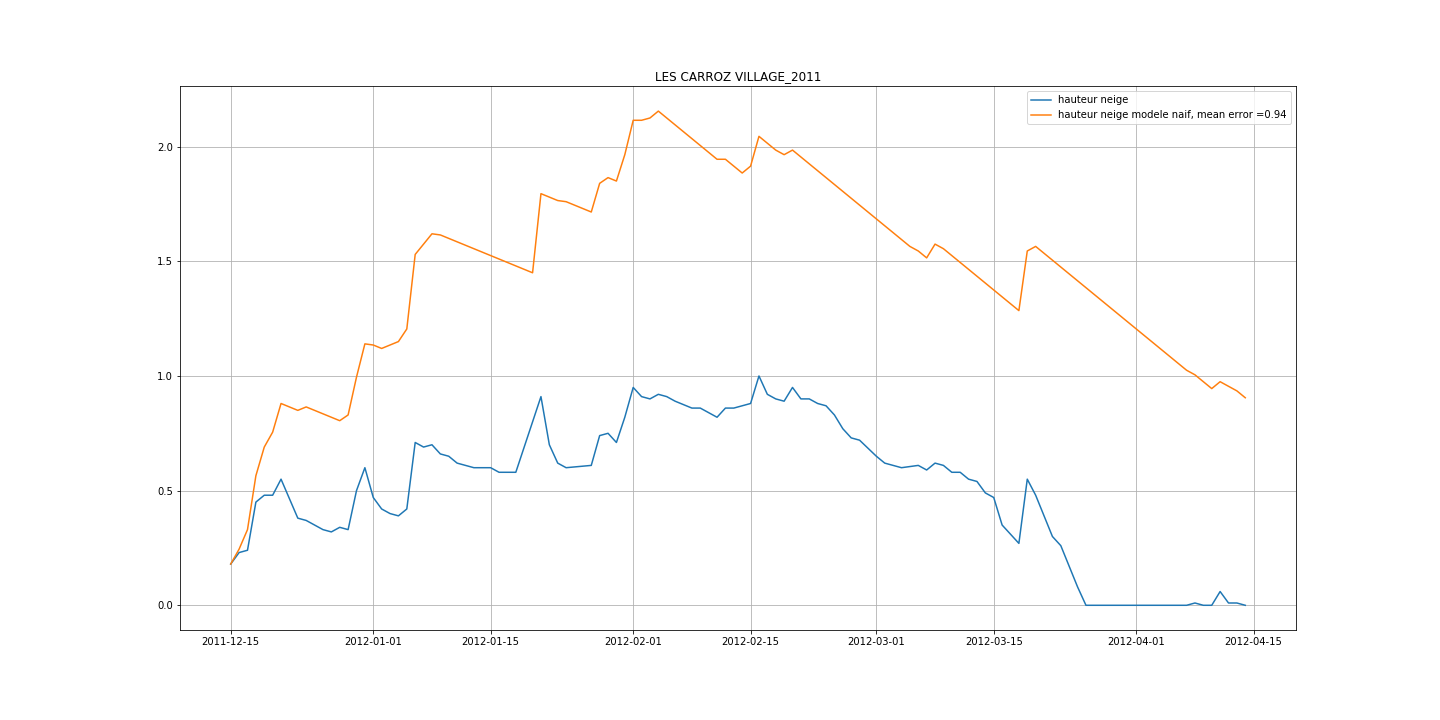 LES CARROZ VILLAGE_2011
hauteur neige
hauteur neige modele naif, mean error =0.94
2.0
1.5
1.0
0.5
0.0
2011-12-15 2012-01-01 2012-01-15 2012-02-01 2012-02-15 2012-03-01 2012-03-15 2012-04-01 2012-04-15